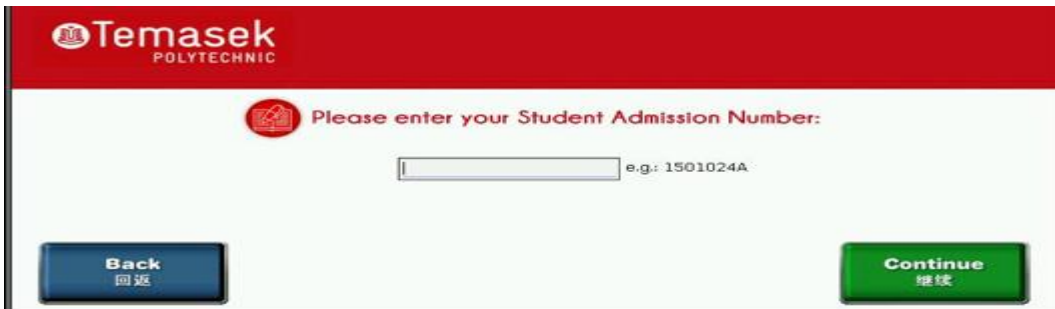 Temasek
POLYTECHNIC
Please enter your Student Admission Number:
e.g.: 1501024A
Back
回返
Continue
继续